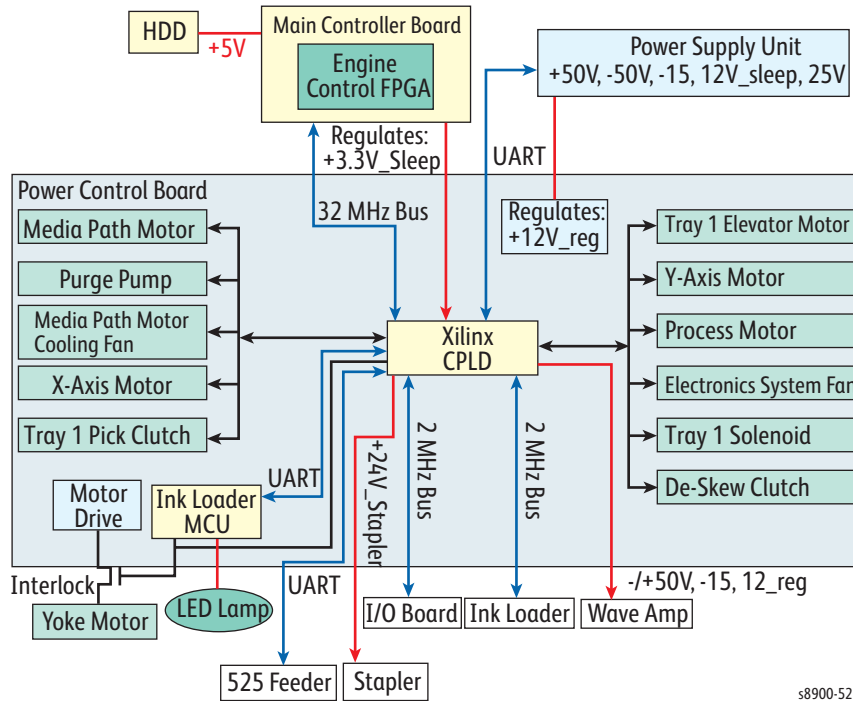 HDD
+5V
Main Controller Board
Engine
Control FPGA
Power Supply Unit
+50V, -50V, -15, 12V_sleep, 25V
Regulates:
+3.3V_Sleep
UART
Power Control Board
32 MHz Bus
Regulates:
+12V_reg
Media Path Motor
Purge Pump
Media Path Motor
Cooling Fan
X-Axis Motor
Tray 1 Pick Clutch
Xilinx
CPLD
Tray 1 Elevator Motor
Y-Axis Motor
Process Motor
Electronics System Fan
Tray 1 Solenoid
De-Skew Clutch
UART
+24V_Stapler
2 MHz Bus
2 MHz Bus
Motor
Drive
Ink Loader
MCU
Interlock
Yoke Motor
LED Lamp
UART
-/+50V, -15, 12_reg
I/O Board
Ink Loader
Wave Amp
525 Feeder
Stapler
s8900-52